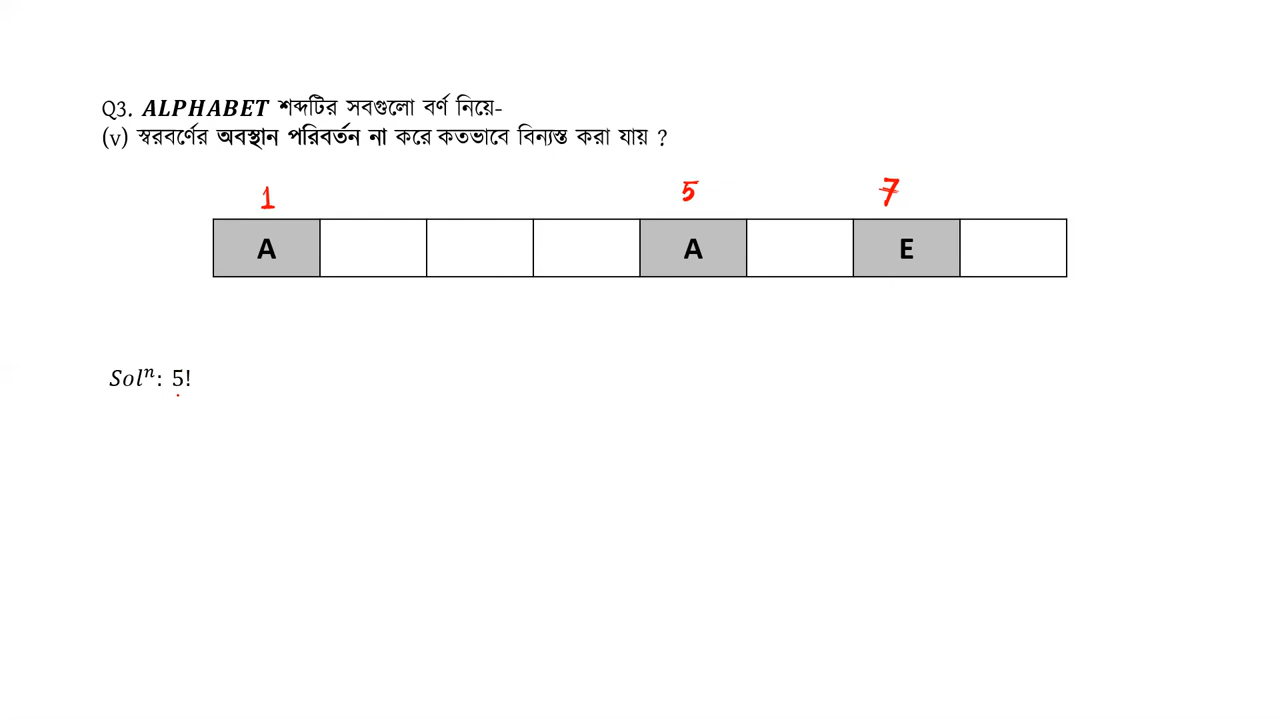 Q3. ALPHABET শব্দটির সবগুলো বর্ণ নিয়ে-
(v) স্বরবর্ণের অবস্থান পরিবর্তন না করে কতভাবে বিন্যস্ত করা যায় ?
1 5 7
A A E
Solⁿ: 5!